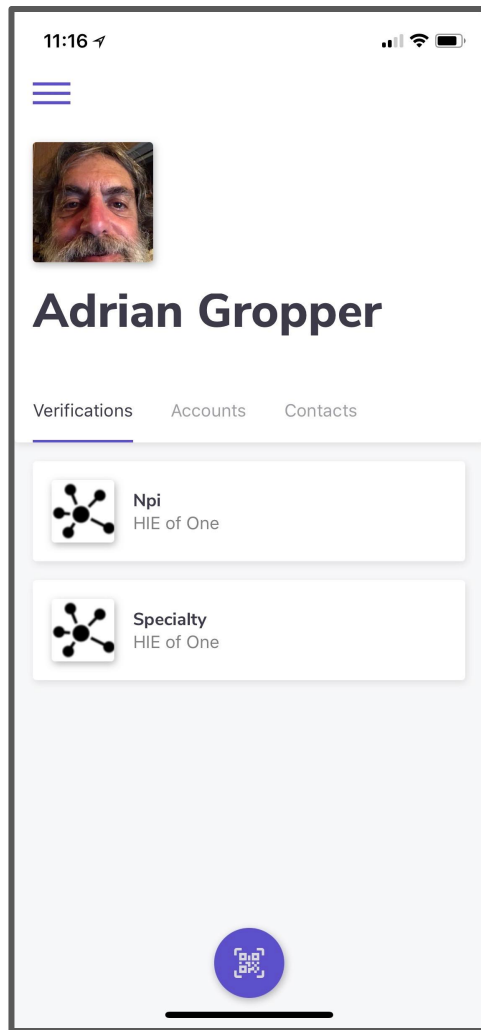 11:16
Adrian Gropper
Verifications Accounts Contacts
Npi
HIE of One
Specialty
HIE of One